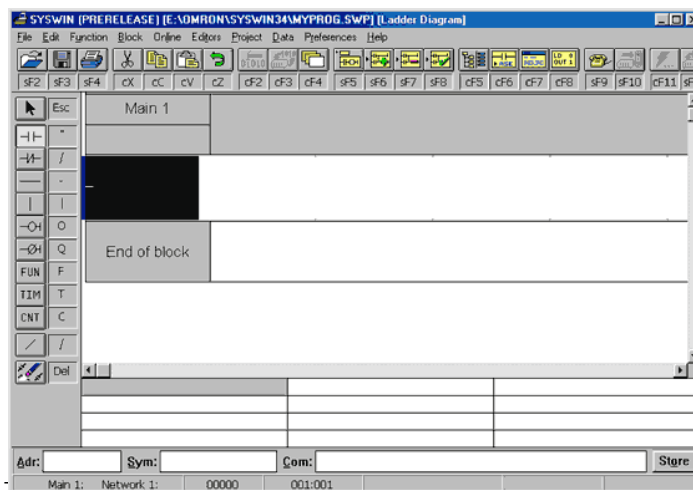 SYSWIN (PRERELEASE) [E:\OMRON\SYSWIN34\MYPROG.SWP] [Ladder Diagram]
File Edit Function Block Online Editors Project Data Preferences Help
sF2 sF3 sF4 cX cC cV cZ cF2 cF3 cF4 sF5 sF6 sF7 sF8 cF5 cF6 cF7 cF8 sF9 sF10 cF11
Esc
Main 1
"
/
-
|
O
Q
End of block
FUN F
TIM T
CNT C
/
Del
Adr: Sym: Com: Store
Main 1: Network 1: 00000 001:001